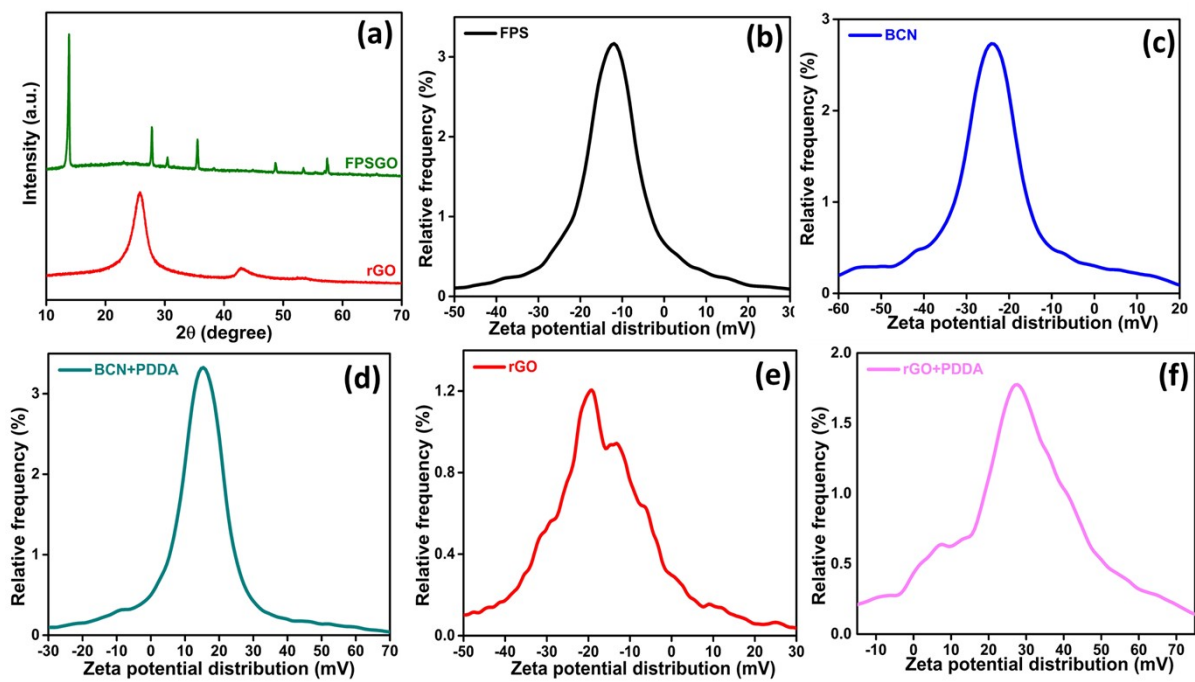 (a)
FPSGO
rGO
Intensity (a.u.)
10 20 30 40 50 60 70
2θ (degree)
(b)
FPS
Relative frequency (%)
3
2
1
0
-50 -40 -30 -20 -10 0 10 20 30
Zeta potential distribution (mV)
(c)
BCN
Relative frequency (%)
3
2
1
0
-60 -50 -40 -30 -20 -10 0 10 20
Zeta potential distribution (mV)
(d)
BCN+PDDA
Relative frequency (%)
3
2
1
0
-30 -20 -10 0 10 20 30 40 50 60 70
Zeta potential distribution (mV)
(e)
rGO
Relative frequency (%)
1.2
0.8
0.4
0.0
-50 -40 -30 -20 -10 0 10 20 30
Zeta potential distribution (mV)
(f)
rGO+PDDA
Relative frequency (%)
2.0
1.5
1.0
0.5
0.0
-10 0 10 20 30 40 50 60 70
Zeta potential distribution (mV)